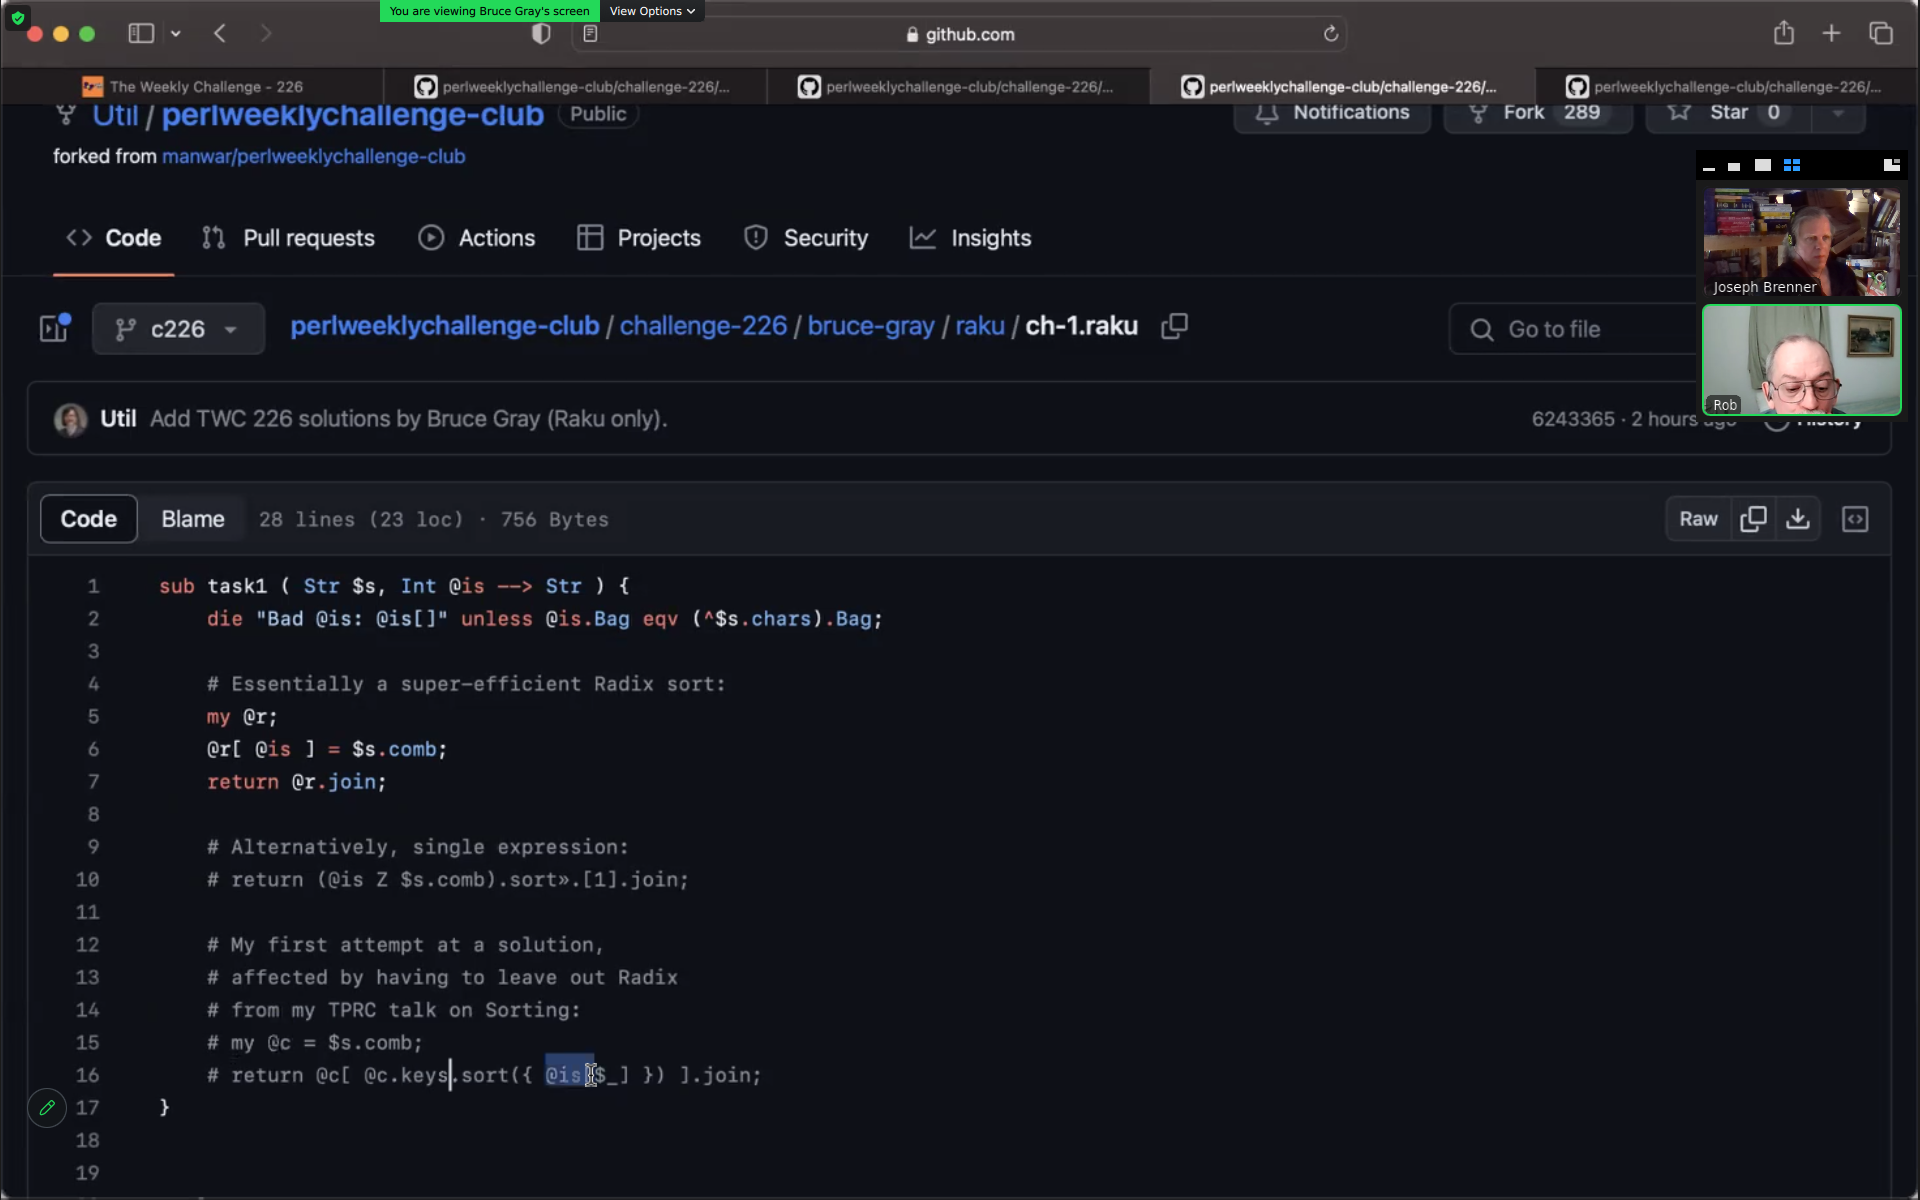 You are viewing Bruce Gray's screen View Options
github.com
The Weekly Challenge - 226
perlweeklychallenge-club/challenge-226/...
perlweeklychallenge-club/challenge-226/...
perlweeklychallenge-club/challenge-226/...
perlweeklychallenge-club/challenge-226/...
Util / perlweeklychallenge-club Public
Notifications
Fork 289
Star 0
forked from manwar/perlweeklychallenge-club
Joseph Brenner
Rob
Code Pull requests Actions Projects Security Insights
c226
perlweeklychallenge-club / challenge-226 / bruce-gray / raku / ch-1.raku
Go to file
Util Add TWC 226 solutions by Bruce Gray (Raku only).
6243365 · 2 hours ago History
Code Blame 28 lines (23 loc) · 756 Bytes
Raw
1 sub task1 ( Str $s, Int @is --> Str ) {
2 die "Bad @is: @is[]" unless @is.Bag eqv (^$s.chars).Bag;
3
4 # Essentially a super-efficient Radix sort:
5 my @r;
6 @r[ @is ] = $s.comb;
7 return @r.join;
8
9 # Alternatively, single expression:
10 # return (@is Z $s.comb).sort».[1].join;
11
12 # My first attempt at a solution,
13 # affected by having to leave out Radix
14 # from my TPRC talk on Sorting:
15 # my @c = $s.comb;
16 # return @c[ @c.keys.sort({ @is[$_] }) ].join;
17 }
18
19